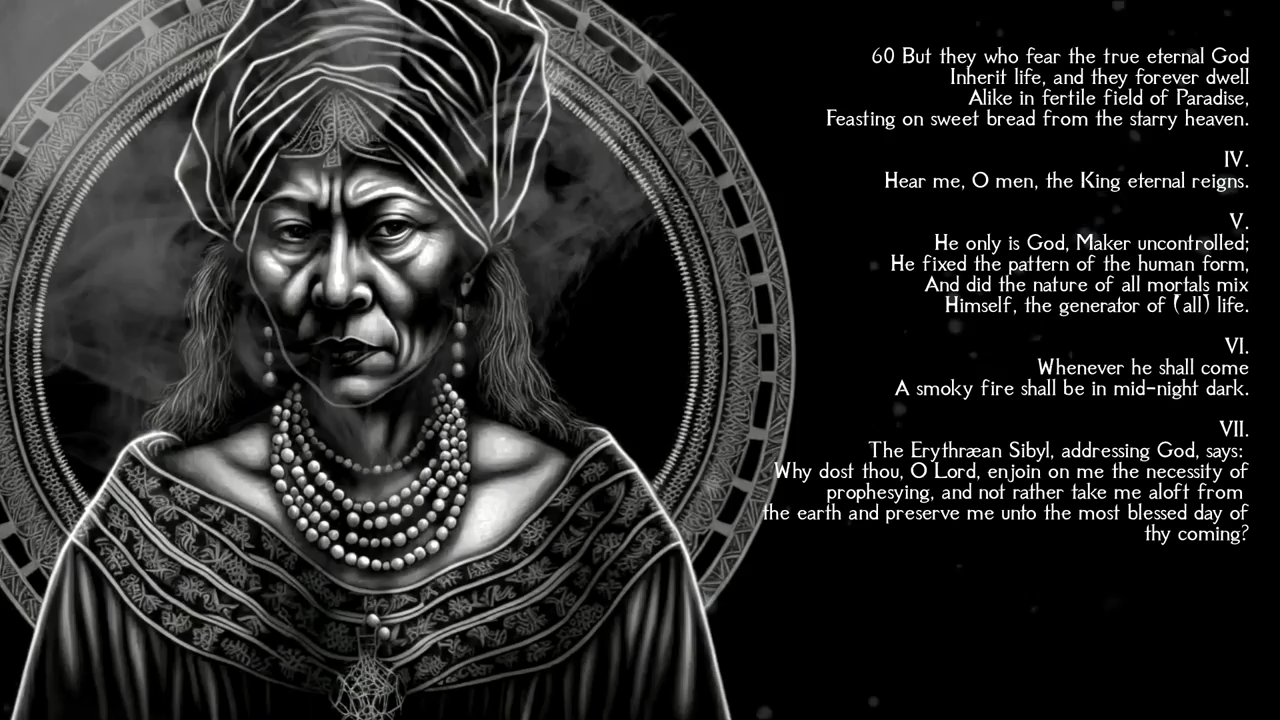 60 But they who fear the true eternal God
Inherit life, and they forever dwell
Alike in fertile field of Paradise,
Feasting on sweet bread from the starry heaven.
IV.
Hear me, O men, the King eternal reigns.
V.
He only is God, Maker uncontrolled;
He fixed the pattern of the human form,
And did the nature of all mortals mix
Himself, the generator of (all) life.
VI.
Whenever he shall come
A smoky fire shall be in mid-night dark.
VII.
The Erythræan Sibyl, addressing God, says:
Why dost thou, O Lord, enjoin on me the necessity of
prophesying, and not rather take me aloft from
the earth and preserve me unto the most blessed day of
thy coming?